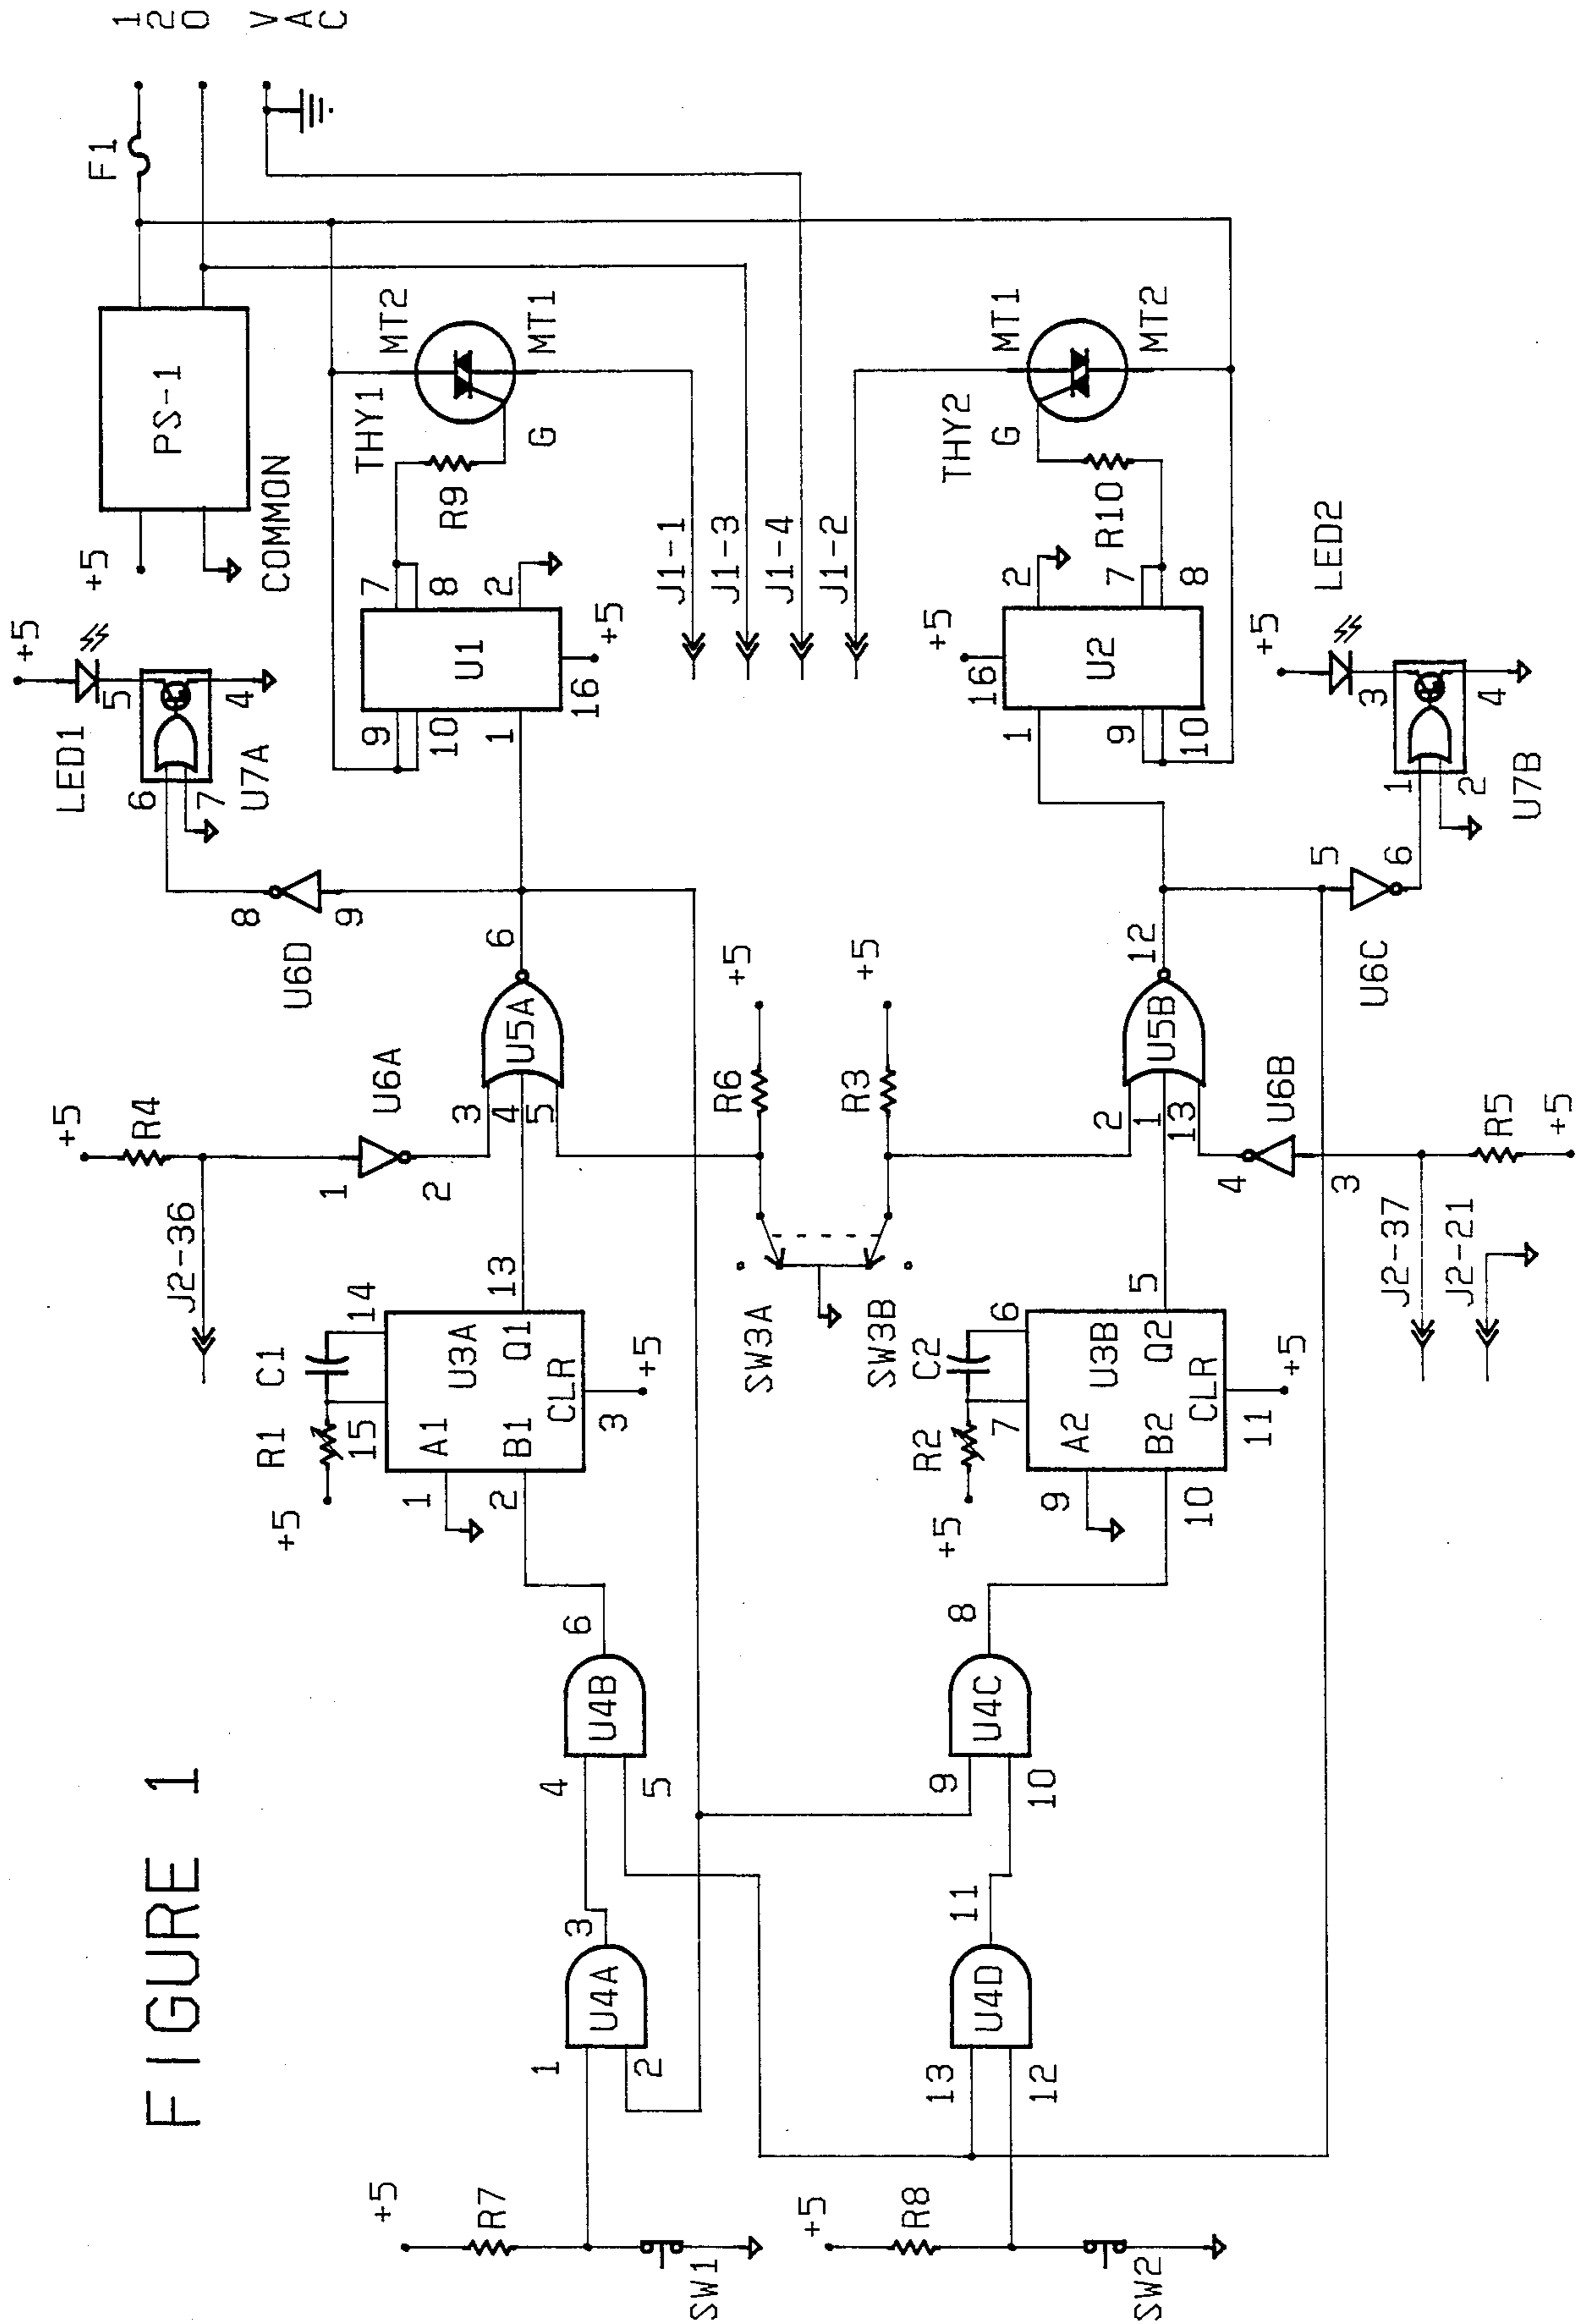 FIGURE 1
+5
R7
SW1
+5
R8
SW2
1
2
U4A
3
13
12
U4D
11
4
5
U4B
6
9
10
U4C
8
+5
R1
C1
15
14
1
A1
U3A
2
B1
Q1
13
CLR
3
+5
+5
R2
C2
7
6
9
A2
U3B
10
B2
Q2
5
CLR
11
+5
J2-36
+5
R4
1
U6A
2
3
4
5
U5A
6
SW3A
SW3B
R6
+5
R3
+5
2
1
13
U5B
12
4
U6B
3
J2-37
J2-21
R5
+5
U6D
9
8
U6C
5
6
LED1
+5
6
5
7
4
U7A
9
7
10
8
U1
1
2
16
+5
R9
THY1
MT2
MT1
G
J1-1
J1-3
J1-4
J1-2
+5
16
2
1
U2
9
7
10
8
R10
THY2
G
MT1
MT2
+5
LED2
1
3
2
4
U7B
+5
PS-1
COMMON
F1
120
VAC